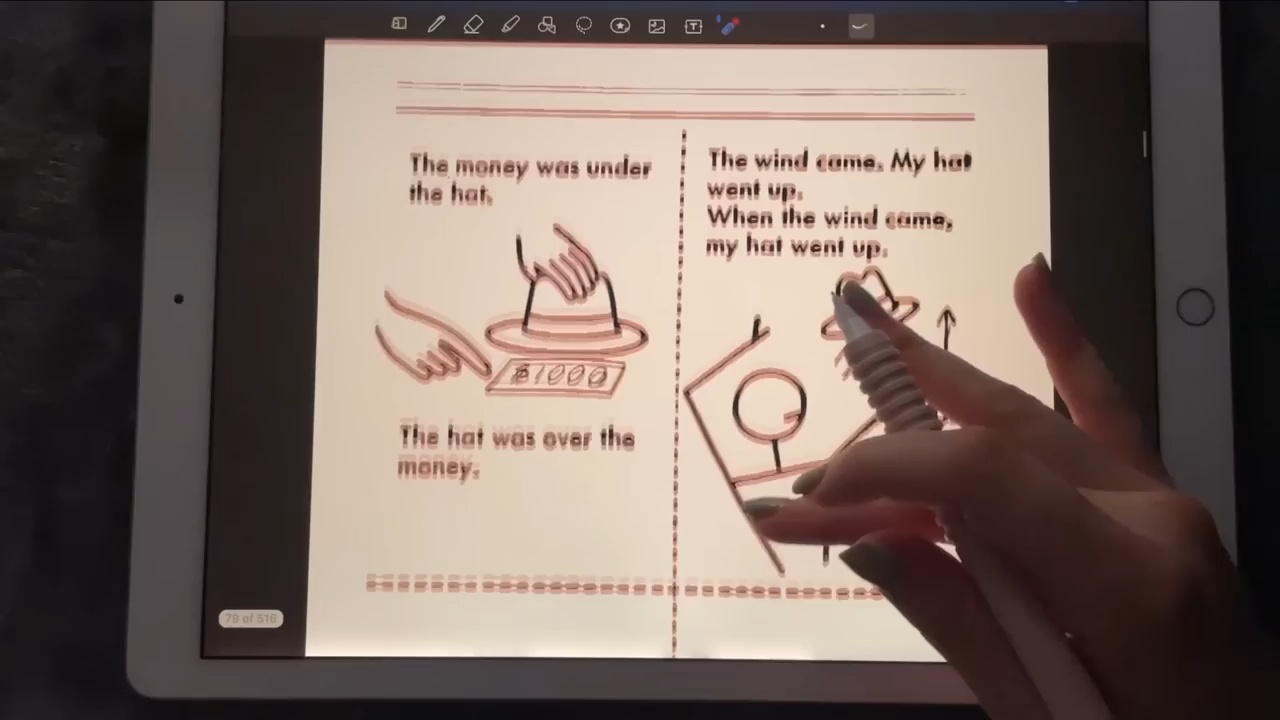 The money was under
the hat.
$1000
The hat was over the
money.
The wind came. My hat
went up.
When the wind came,
my hat went up.
79 of 516